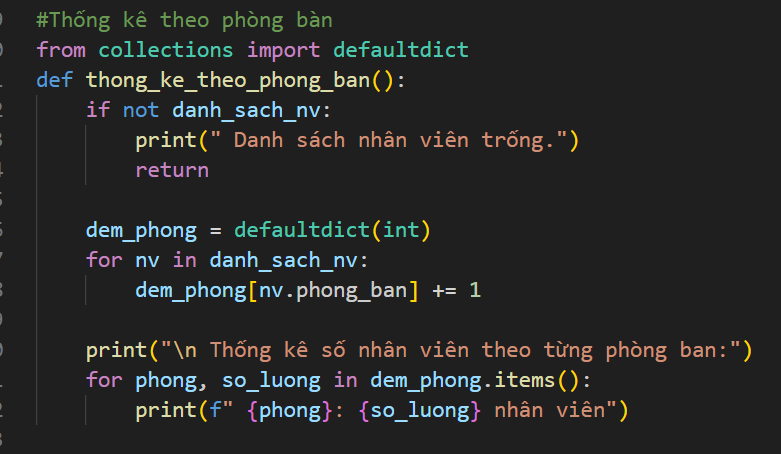 #Thống kê theo phòng bàn
from collections import defaultdict
def thong_ke_theo_phong_ban():
    if not danh_sach_nv:
        print(" Danh sách nhân viên trống.")
        return
    dem_phong = defaultdict(int)
    for nv in danh_sach_nv:
        dem_phong[nv.phong_ban] += 1
    print("\n Thống kê số nhân viên theo từng phòng ban:")
    for phong, so_luong in dem_phong.items():
        print(f" {phong}: {so_luong} nhân viên")